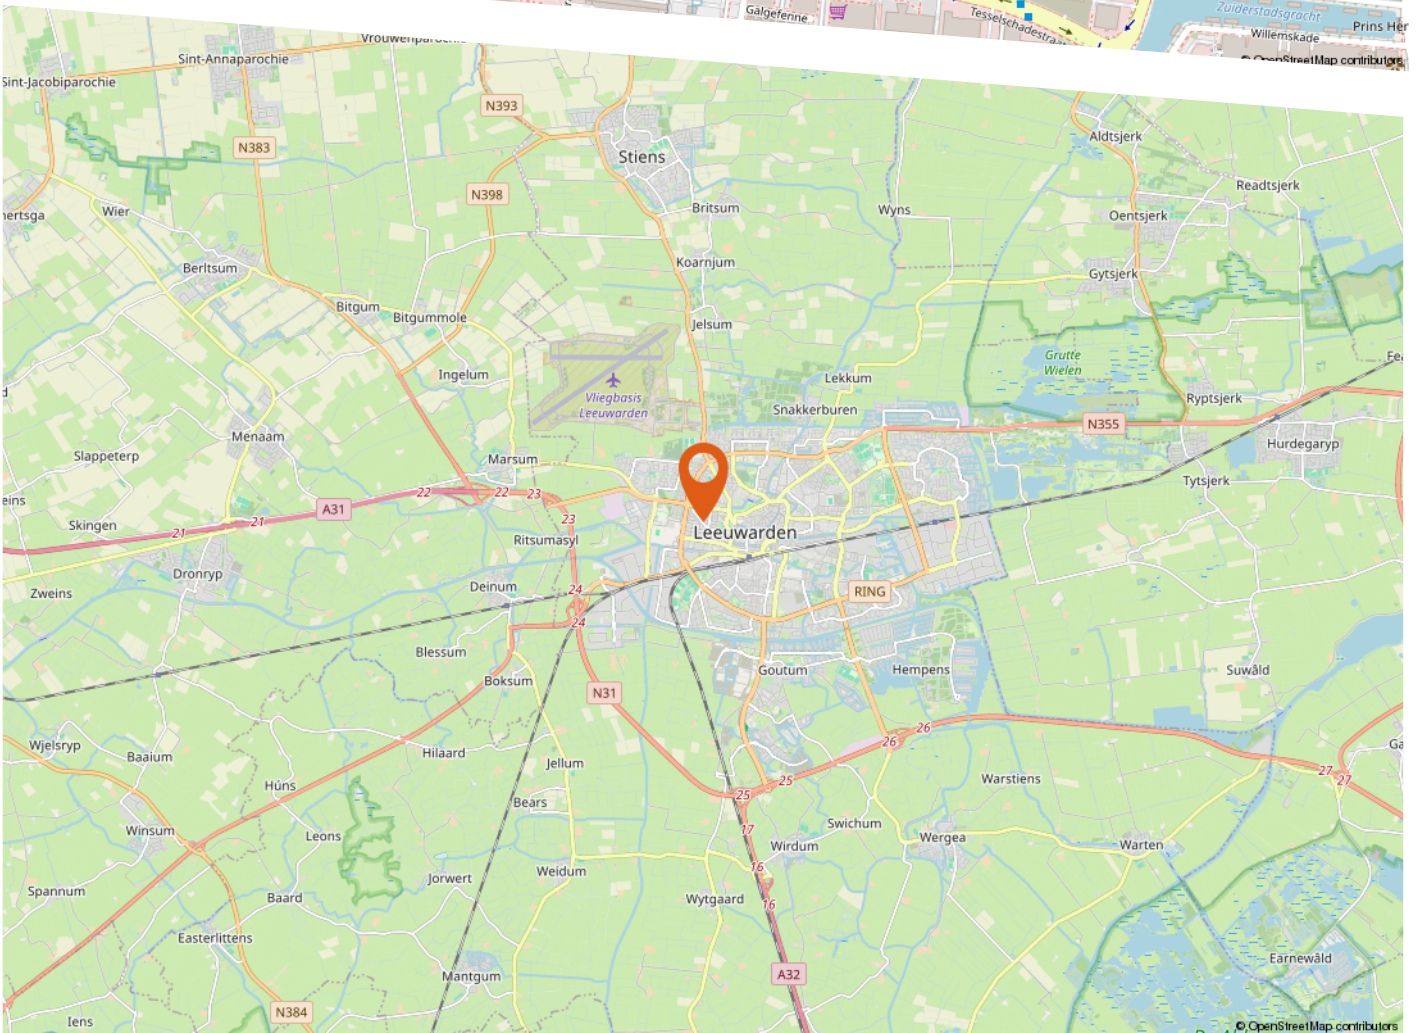 Galgefenne
Tesselschadestraat
Zuiderstadsgracht
Willemskade
Prins Her
© OpenStreetMap contributors
Vrouwenparochie
Sint-Annaparochie
Sint-Jacobiparochie
N393
N383
Stiens
Aldtsjerk
N398
Readtsjerk
Wier
Britsum
Wyns
Oentsjerk
nertsga
Berltsum
Koarnjum
Gytsjerk
Bitgum
Bitgummole
Jelsum
Grutte
Wielen
Ingelum
Lekkum
Vliegbasis
Leeuwarden
Snakkerburen
Ryptsjerk
N355
Menaam
Hurdegaryp
Slappeterp
Marsum
Tytsjerk
22
22
23
A31
eins
Skingen
21
21
23
Leeuwarden
Ritsumasyl
Dronryp
Deinum
24
Zweins
RING
24
Blessum
Goutum
Hempens
Suwâld
Boksum
N31
26
26
Wjelsryp
Baaium
Hilaard
Jellum
Warstiens
27
27
Húns
25
25
Bears
17
Swichum
Winsum
Leons
Wirdum
Wergea
Warten
16
Weidum
Jorwert
Spannum
Baard
Wytgaard
16
Easterlittens
Earnewâld
Mantgum
A32
N384
Iens
© OpenStreetMap contributors